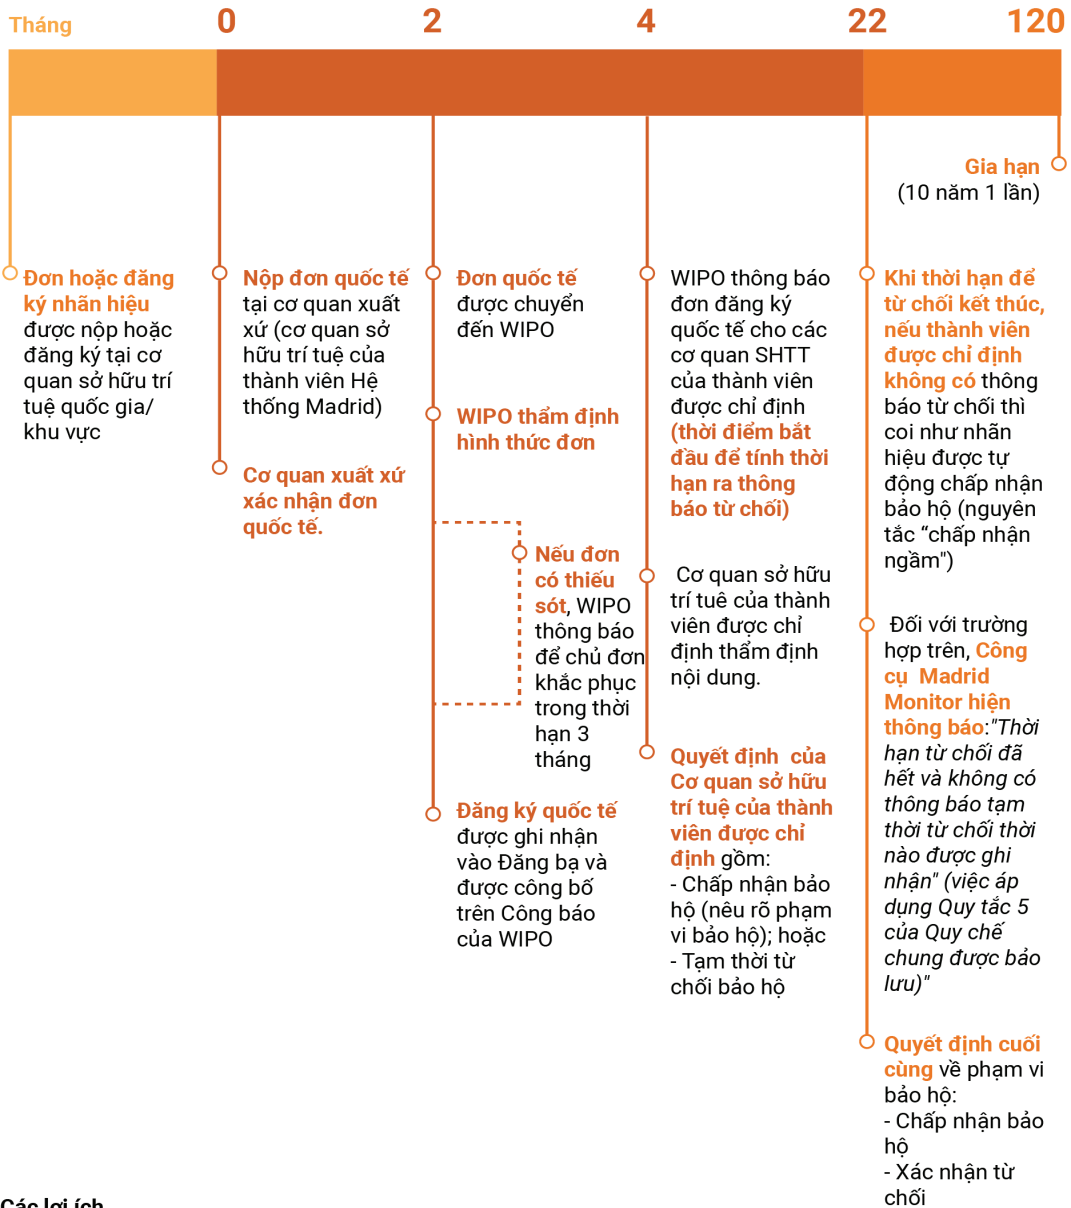 Tháng
0
2
4
22
120
Gia hạn
(10 năm 1 lần)
Đơn hoặc đăng
ký nhãn hiệu
được nộp hoặc
đăng ký tại cơ
quan sở hữu trí
tuệ quốc gia/
khu vực
Nộp đơn quốc tế
tại cơ quan xuất
xứ (cơ quan sở
hữu trí tuệ của
thành viên Hệ
thống Madrid)
Cơ quan xuất xứ
xác nhận đơn
quốc tế.
Đơn quốc tế
được chuyển
đến WIPO
WIPO thẩm định
hình thức đơn
Nếu đơn
có thiếu
sót, WIPO
thông báo
để chủ đơn
khắc phục
trong thời
hạn 3
tháng
Đăng ký quốc tế
được ghi nhận
vào Đăng bạ và
được công bố
trên Công báo
của WIPO
WIPO thông báo
đơn đăng ký
quốc tế cho các
cơ quan SHTT
của thành viên
được chỉ định
(thời điểm bắt
đầu để tính thời
hạn ra thông
báo từ chối)
Cơ quan sở hữu
trí tuê của thành
viên được chỉ
định thẩm định
nội dung.
Quyết định của
Cơ quan sở hữu
trí tuệ của thành
viên được chỉ
định gồm:
- Chấp nhận bảo
hộ (nêu rõ phạm
vi bảo hộ); hoặc
- Tạm thời từ
chối bảo hộ
Khi thời hạn để
từ chối kết thúc,
nếu thành viên
được chỉ định
không có thông
báo từ chối thì
coi như nhãn
hiệu được tự
động chấp nhận
bảo hộ (nguyên
tắc “chấp nhận
ngầm")
Đối với trường
hợp trên, Công
cụ Madrid
Monitor hiện
thông báo:"Thời
hạn từ chối đã
hết và không có
thông báo tạm
thời từ chối thời
nào được ghi
nhận" (việc áp
dụng Quy tắc 5
của Quy chế
chung được bảo
lưu)"
Quyết định cuối
cùng về phạm vi
bảo hộ:
- Chấp nhận bảo
hộ
- Xác nhận từ
chối
Các lợi ích